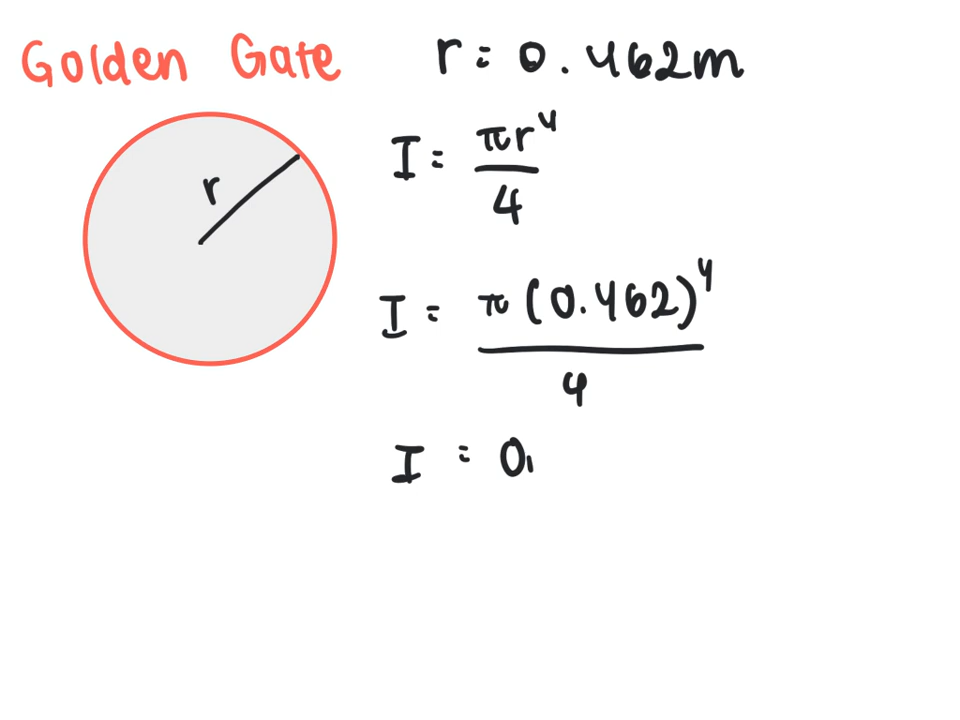 Golden Gate
r = 0.462m
r
I = πr⁴/4
I = π(0.462)⁴/4
I = 0,